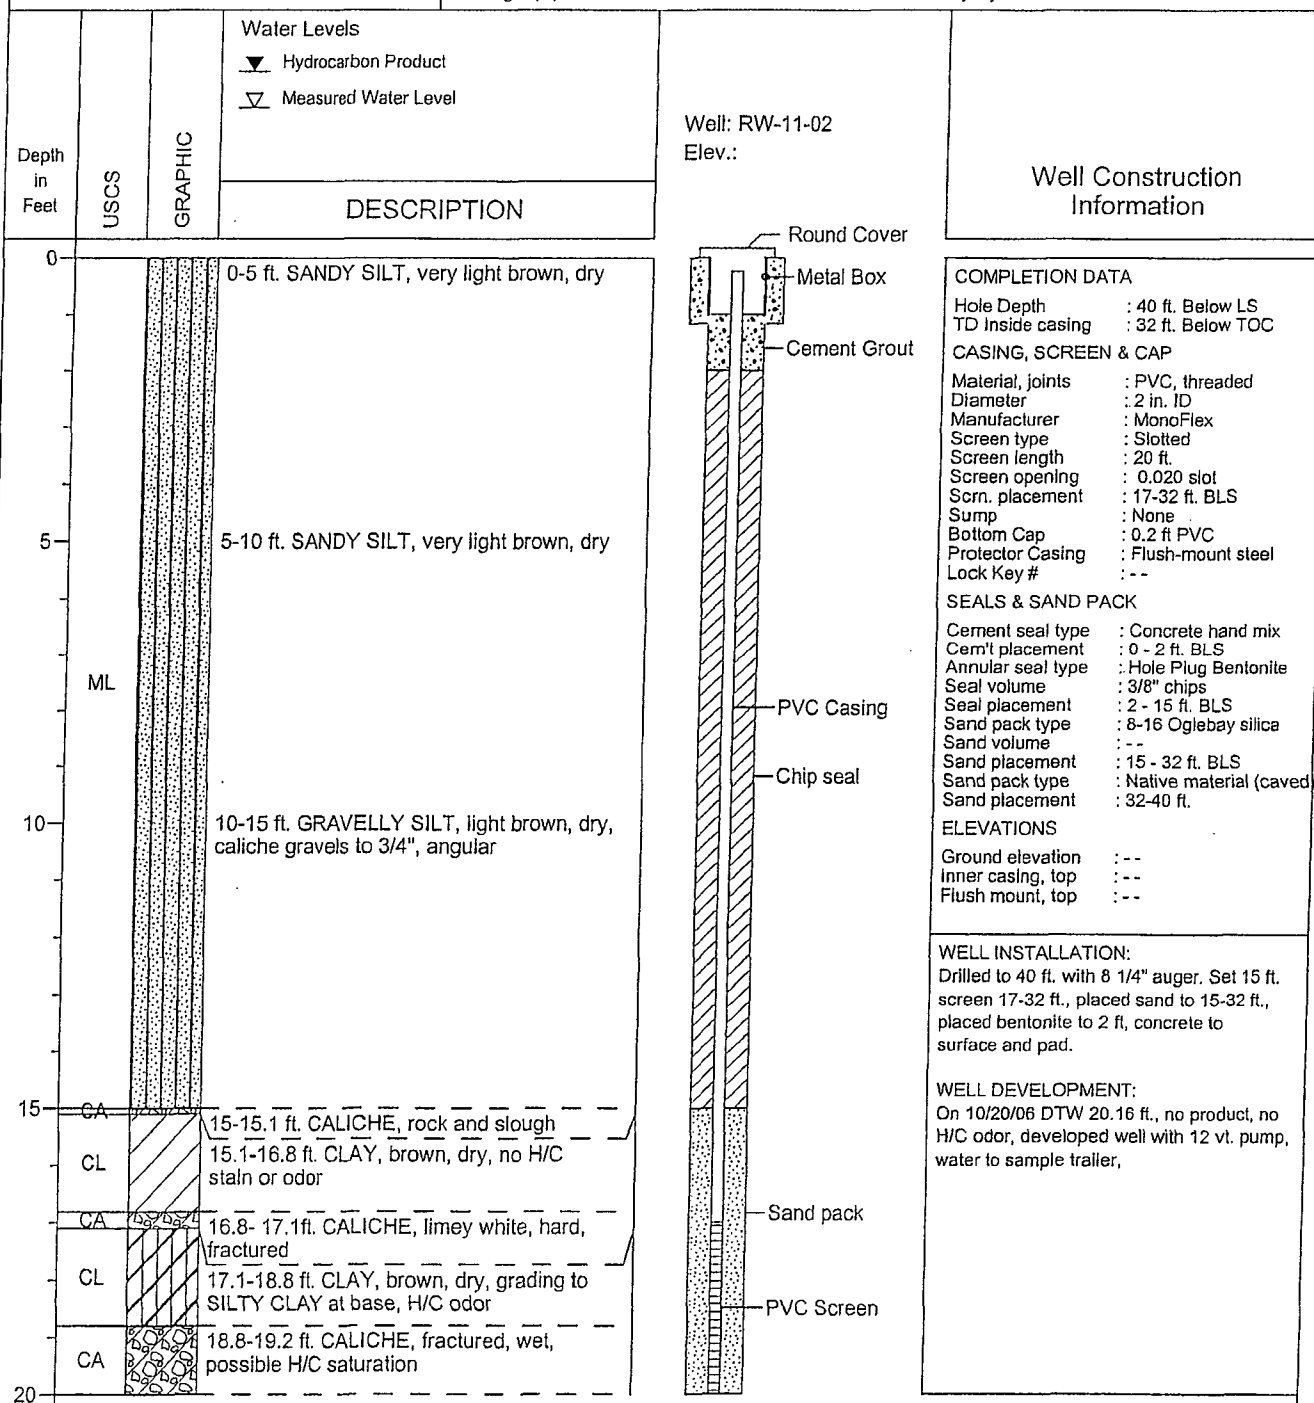 Water Levels
Hydrocarbon Product
Measured Water Level
Depth
in
Feet
USCS
GRAPHIC
DESCRIPTION
Well: RW-11-02
Elev.:
Well Construction
Information
0
5
10
15
20
ML
CA
CL
CA
CL
CA
0-5 ft. SANDY SILT, very light brown, dry
5-10 ft. SANDY SILT, very light brown, dry
10-15 ft. GRAVELLY SILT, light brown, dry,
caliche gravels to 3/4", angular
15-15.1 ft. CALICHE, rock and slough
15.1-16.8 ft. CLAY, brown, dry, no H/C
stain or odor
16.8- 17.1ft. CALICHE, limey white, hard,
fractured
17.1-18.8 ft. CLAY, brown, dry, grading to
SILTY CLAY at base, H/C odor
18.8-19.2 ft. CALICHE, fractured, wet,
possible H/C saturation
Round Cover
Metal Box
Cement Grout
PVC Casing
Chip seal
Sand pack
PVC Screen
COMPLETION DATA
Hole Depth : 40 ft. Below LS
TD Inside casing : 32 ft. Below TOC
CASING, SCREEN & CAP
Material, joints : PVC, threaded
Diameter : 2 in. ID
Manufacturer : MonoFlex
Screen type : Slotted
Screen length : 20 ft.
Screen opening : 0.020 slot
Scrn. placement : 17-32 ft. BLS
Sump : None
Bottom Cap : 0.2 ft PVC
Protector Casing : Flush-mount steel
Lock Key # : --
SEALS & SAND PACK
Cement seal type : Concrete hand mix
Cem't placement : 0 - 2 ft. BLS
Annular seal type : Hole Plug Bentonite
Seal volume : 3/8" chips
Seal placement : 2 - 15 ft. BLS
Sand pack type : 8-16 Oglebay silica
Sand volume : --
Sand placement : 15 - 32 ft. BLS
Sand pack type : Native material (caved)
Sand placement : 32-40 ft.
ELEVATIONS
Ground elevation : --
Inner casing, top : --
Flush mount, top : --
WELL INSTALLATION:
Drilled to 40 ft. with 8 1/4" auger. Set 15 ft.
screen 17-32 ft., placed sand to 15-32 ft.,
placed bentonite to 2 ft, concrete to
surface and pad.
WELL DEVELOPMENT:
On 10/20/06 DTW 20.16 ft., no product, no
H/C odor, developed well with 12 vt. pump,
water to sample trailer,